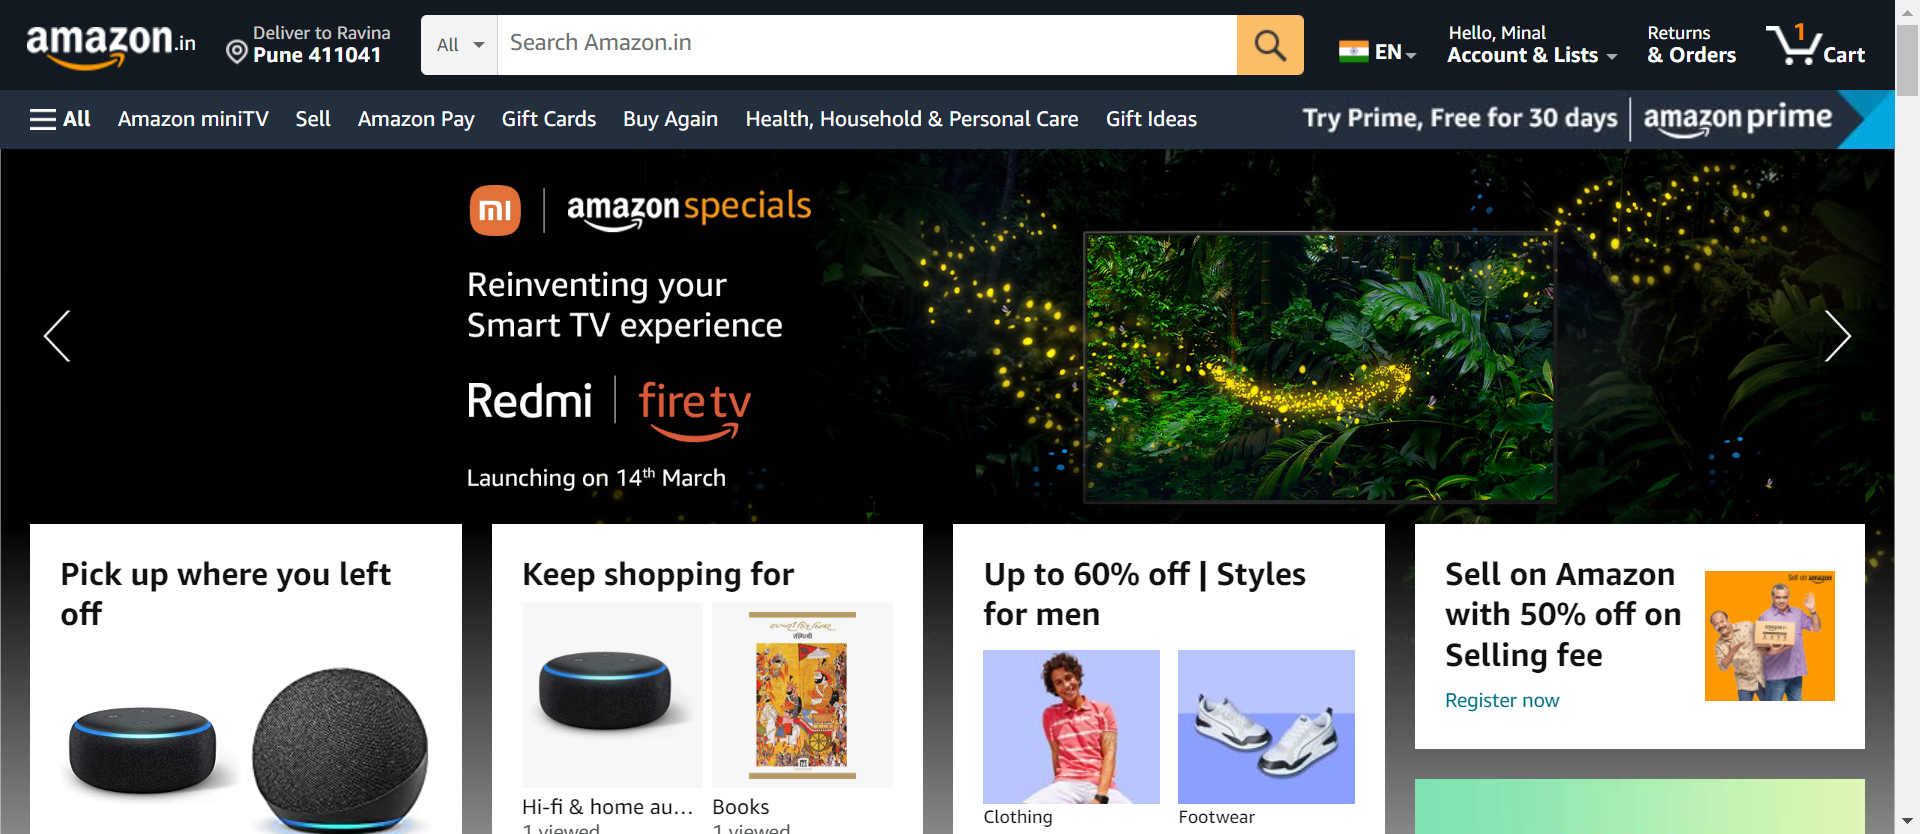 amazon.in
Deliver to Ravina
Pune 411041
All
Search Amazon.in
EN
Hello, Minal
Account & Lists
Returns
& Orders
1
Cart
All
Amazon miniTV
Sell
Amazon Pay
Gift Cards
Buy Again
Health, Household & Personal Care
Gift Ideas
Try Prime, Free for 30 days
amazon prime
mi
amazon specials
Reinventing your
Smart TV experience
Redmi
fire tv
Launching on 14th March
Pick up where you left
off
Keep shopping for
Hi-fi & home au...
1 viewed
Books
1 viewed
Up to 60% off | Styles
for men
Clothing
Footwear
Sell on Amazon
with 50% off on
Selling fee
Register now
Sell on amazon